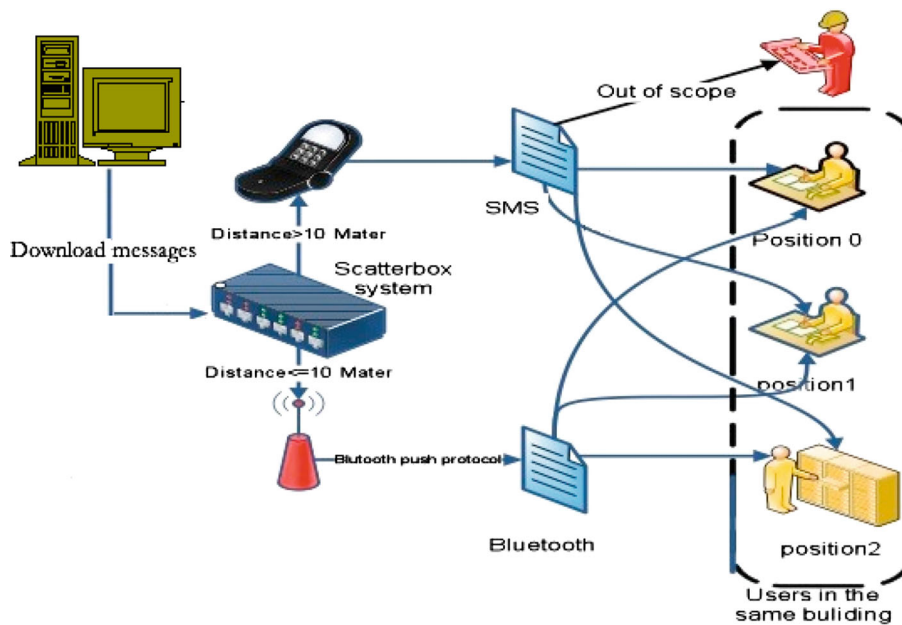 Out of scope
SMS
Position 0
Distance>10 Mater
Download messages
Scatterbox
system
Distance<=10 Mater
position1
Blutooth push protocol
Bluetooth
position2
Users in the
same buliding